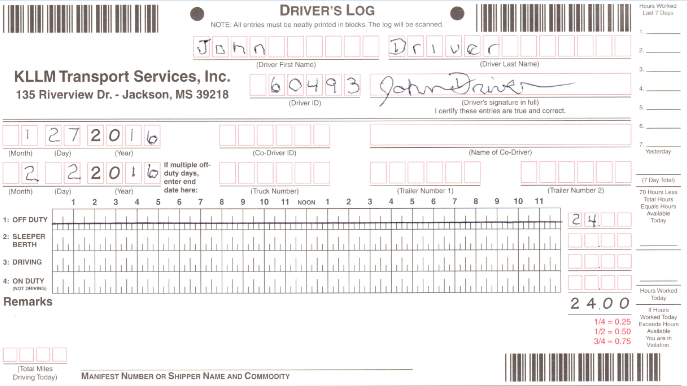 DRIVER'S LOG
NOTE: All entries must be neatly printed in blocks. The log will be scanned.
Hours Worked
Last 7 Days
1.
2.
3.
4.
5.
6.
7.
Yesterday
John Driver
(Driver First Name) (Driver Last Name)
KLLM Transport Services, Inc.
135 Riverview Dr. - Jackson, MS 39218
60493
(Driver ID)
John Driver
(Driver's signature in full)
I certify these entries are true and correct.
1 27 2016
(Month) (Day) (Year) (Co-Driver ID) (Name of Co-Driver)
2 2 2016
If multiple off-
duty days,
enter end
date here:
(Month) (Day) (Year) (Truck Number) (Trailer Number 1) (Trailer Number 2)
(7 Day Total)
70 Hours Less
Total Hours
Equals Hours
Available
Today
1 2 3 4 5 6 7 8 9 10 11 NOON 1 2 3 4 5 6 7 8 9 10 11
1: OFF DUTY 24.
2: SLEEPER
BERTH
3: DRIVING
4: ON DUTY
(NOT DRIVING)
Hours Worked
Today
Remarks 24.00
1/4 = 0.25
1/2 = 0.50
3/4 = 0.75
If Hours
Worked Today
Exceeds Hours
Available
You are in
Violation.
(Total Miles
Driving Today)
MANIFEST NUMBER OR SHIPPER NAME AND COMMODITY